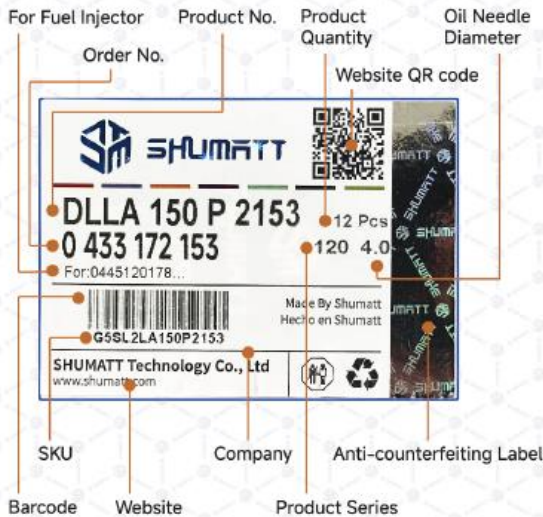 For Fuel Injector
Product No.
Product Quantity
Oil Needle Diameter
Order No.
Website QR code
SHUMATT
DLLA 150 P 2153
12 Pcs
0 433 172 153
120 4.0
For:0445120178...
Made By Shumatt
Hecho en Shumatt
G5SL2LA150P2153
SHUMATT Technology Co., Ltd
www.shumatt.com
SKU
Company
Anti-counterfeiting Label
Barcode
Website
Product Series